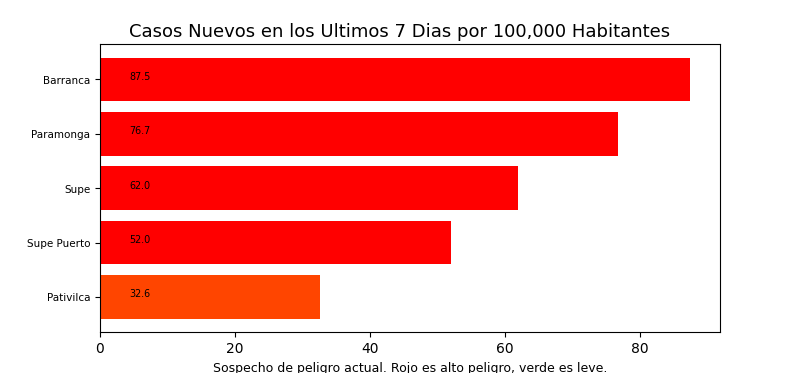 Casos Nuevos en los Ultimos 7 Dias por 100,000 Habitantes
Barranca 87.5
Paramonga 76.7
Supe 62.0
Supe Puerto 52.0
Pativilca 32.6
0 20 40 60 80
Sospecho de peligro actual. Rojo es alto peligro, verde es leve.